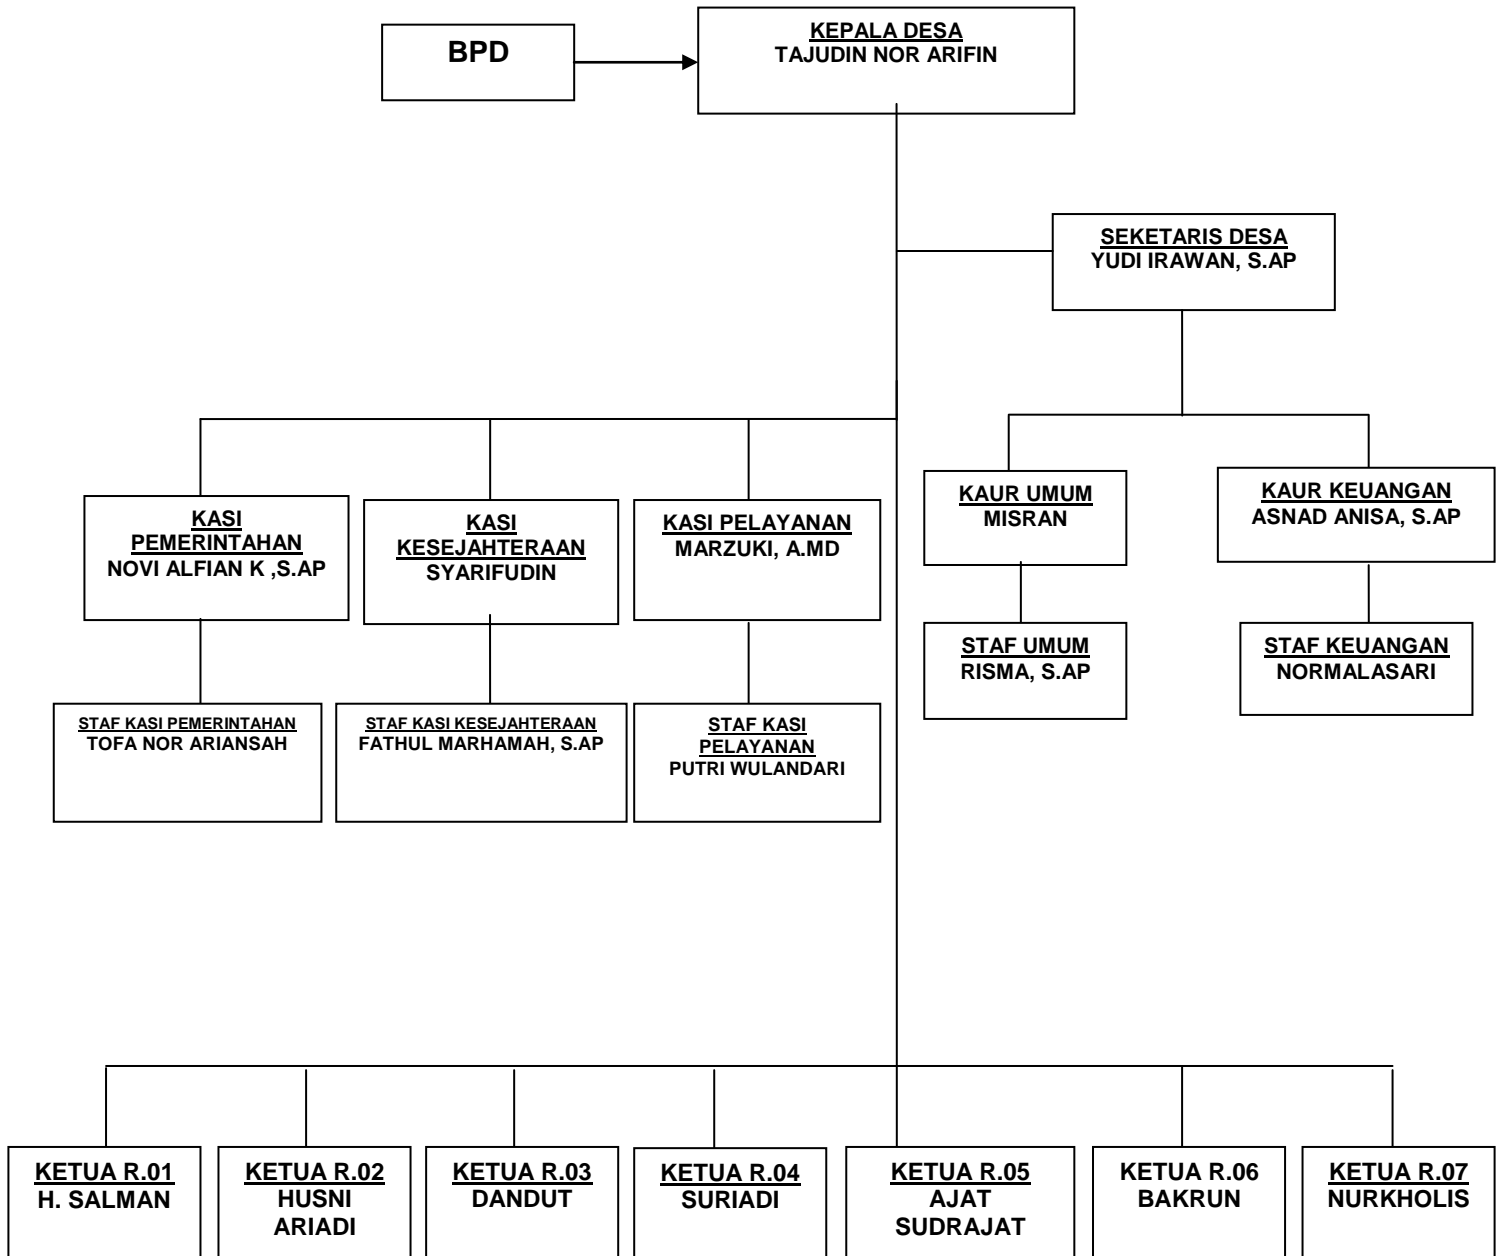 BPD
KEPALA DESA
TAJUDIN NOR ARIFIN
SEKETARIS DESA
YUDI IRAWAN, S.AP
KASI
PEMERINTAHAN
NOVI ALFIAN K ,S.AP
KASI
KESEJAHTERAAN
SYARIFUDIN
KASI PELAYANAN
MARZUKI, A.MD
KAUR UMUM
MISRAN
KAUR KEUANGAN
ASNAD ANISA, S.AP
STAF UMUM
RISMA, S.AP
STAF KEUANGAN
NORMALASARI
STAF KASI PEMERINTAHAN
TOFA NOR ARIANSAH
STAF KASI KESEJAHTERAAN
FATHUL MARHAMAH, S.AP
STAF KASI
PELAYANAN
PUTRI WULANDARI
KETUA R.01
H. SALMAN
KETUA R.02
HUSNI
ARIADI
KETUA R.03
DANDUT
KETUA R.04
SURIADI
KETUA R.05
AJAT
SUDRAJAT
KETUA R.06
BAKRUN
KETUA R.07
NURKHOLIS